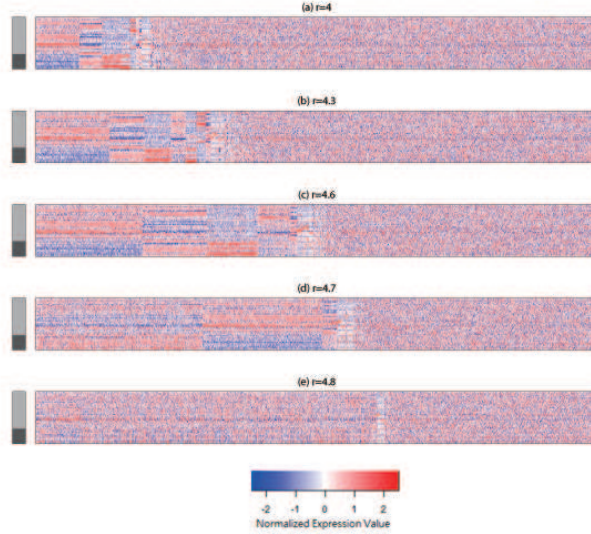 (a) r=4
(b) r=4.3
(c) r=4.6
(d) r=4.7
(e) r=4.8
-2 -1 0 1 2
Normalized Expression Value